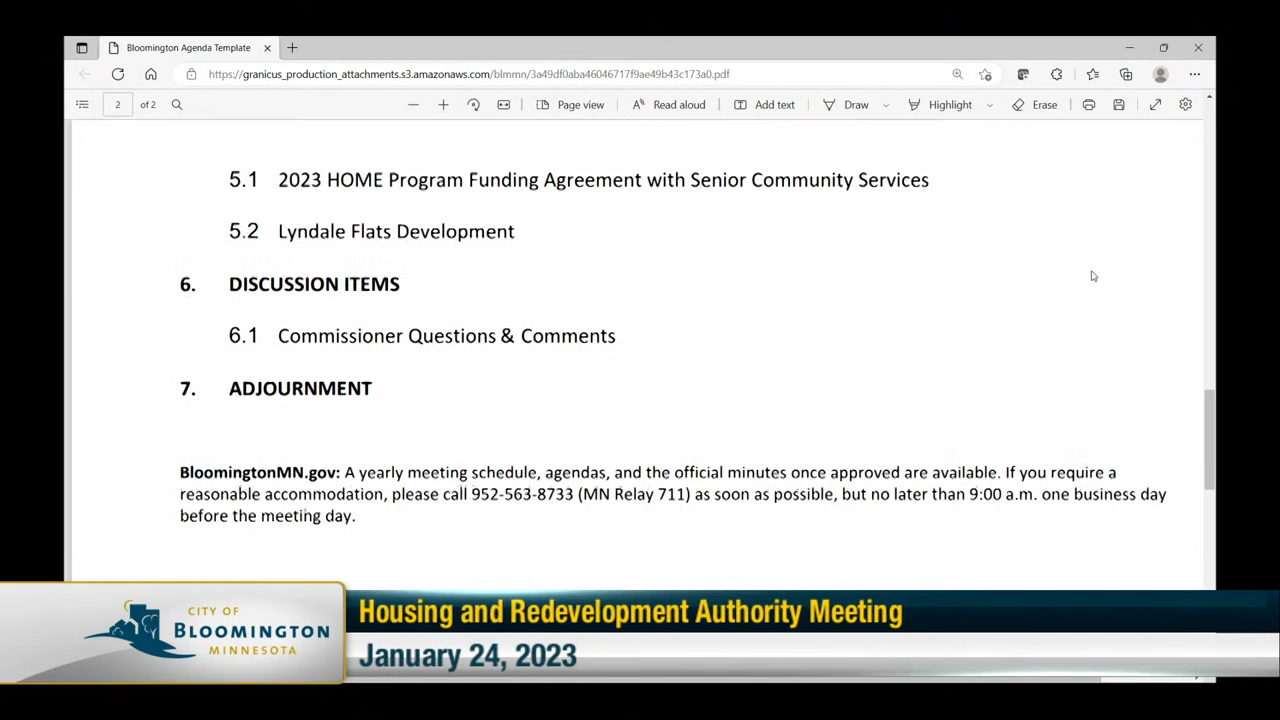 Bloomington Agenda Template
https://granicus_production_attachments.s3.amazonaws.com/blmmn/3a49df0aba46046717f9ae49b43c173a0.pdf
2 of 2 Page view Read aloud Add text Draw Highlight Erase
5.1 2023 HOME Program Funding Agreement with Senior Community Services
5.2 Lyndale Flats Development
6. DISCUSSION ITEMS
6.1 Commissioner Questions & Comments
7. ADJOURNMENT
BloomingtonMN.gov: A yearly meeting schedule, agendas, and the official minutes once approved are available. If you require a
reasonable accommodation, please call 952-563-8733 (MN Relay 711) as soon as possible, but no later than 9:00 a.m. one business day
before the meeting day.
CITY OF
BLOOMINGTON
MINNESOTA
Housing and Redevelopment Authority Meeting
January 24, 2023